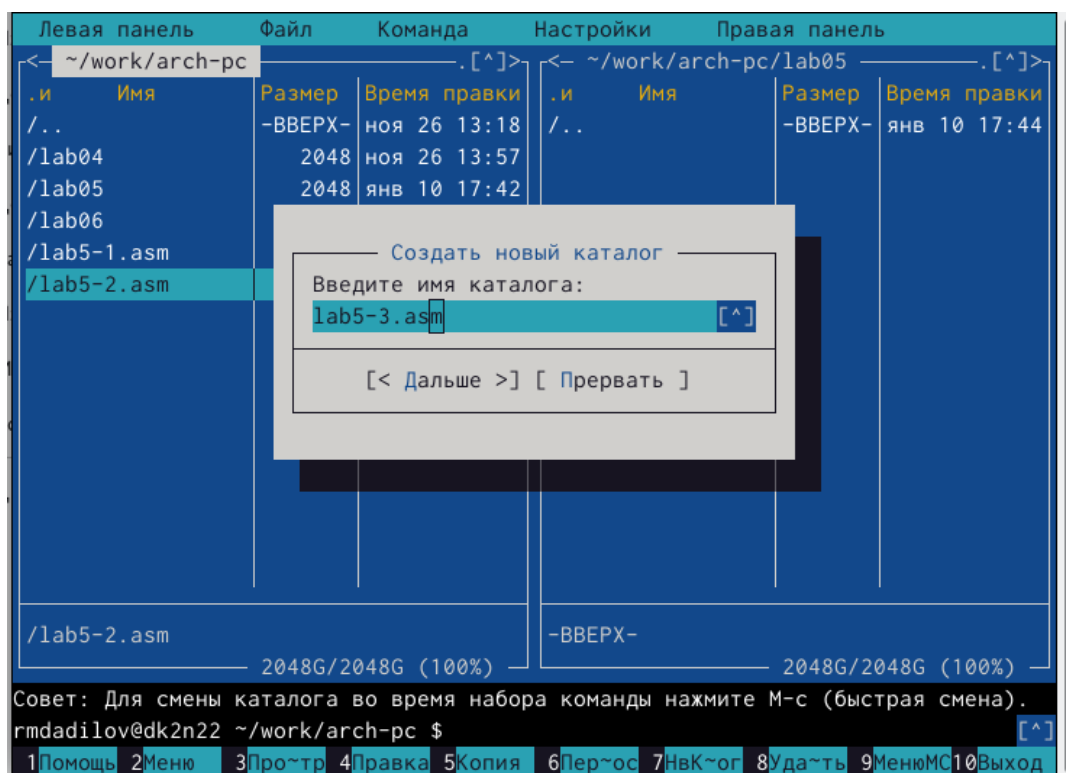 Левая панель Файл Команда Настройки Правая панель
<— ~/work/arch-pc .[^]> <— ~/work/arch-pc/lab05 .[^]>
.и Имя Размер Время правки .и Имя Размер Время правки
/.. -ВВЕРХ- ноя 26 13:18 /.. -ВВЕРХ- янв 10 17:44
/lab04 2048 ноя 26 13:57
/lab05 2048 янв 10 17:42
/lab06
/lab5-1.asm
/lab5-2.asm
Создать новый каталог
Введите имя каталога:
lab5-3.asm [^]
[< Дальше >] [ Прервать ]
/lab5-2.asm -ВВЕРХ-
2048G/2048G (100%) 2048G/2048G (100%)
Совет: Для смены каталога во время набора команды нажмите M-c (быстрая смена).
rmdadilov@dk2n22 ~/work/arch-pc $ [^]
1Помощь 2Меню 3Про~тр 4Правка 5Копия 6Пер~ос 7НвК~ог 8Уда~ть 9МенюМС10Выход